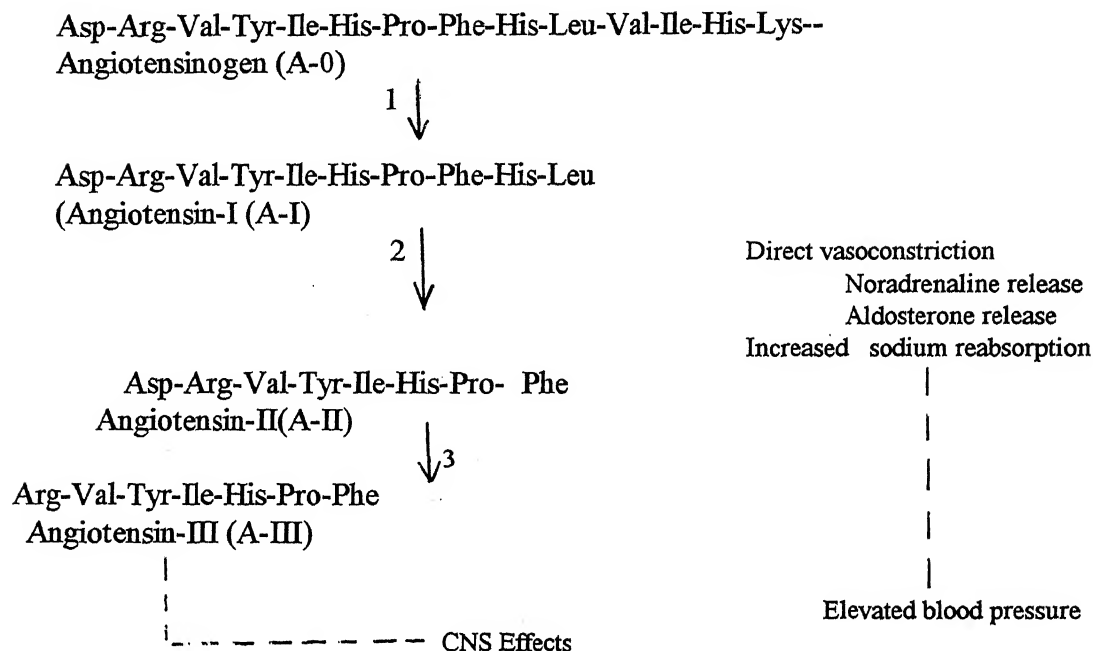 Asp-Arg-Val-Tyr-Ile-His-Pro-Phe-His-Leu-Val-Ile-His-Lys--
Angiotensinogen (A-0)
1
Asp-Arg-Val-Tyr-Ile-His-Pro-Phe-His-Leu
(Angiotensin-I (A-I)
2
Direct vasoconstriction
Noradrenaline release
Aldosterone release
Increased sodium reabsorption
Asp-Arg-Val-Tyr-Ile-His-Pro- Phe
Angiotensin-II(A-II)
3
Arg-Val-Tyr-Ile-His-Pro-Phe
Angiotensin-III (A-III)
Elevated blood pressure
CNS Effects